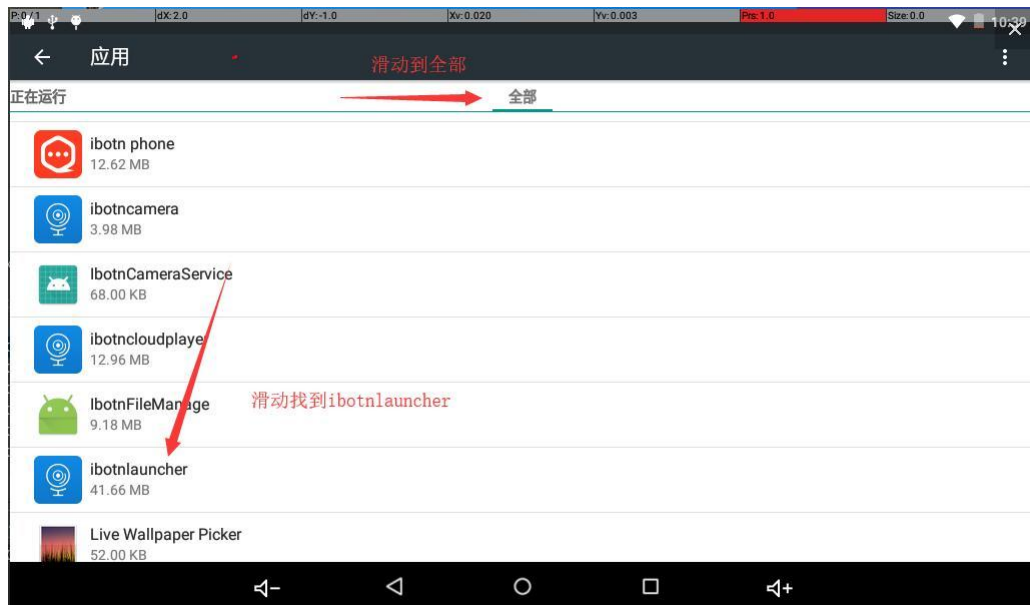 P:0/1 dX:2.0 dY:-1.0 Xv:0.020 Yv:0.003 Prs:1.0 Size:0.0 10:39
应用
滑动到全部
正在运行 全部
ibotn phone
12.62 MB
ibotncamera
3.98 MB
IbotnCameraService
68.00 KB
ibotncloudplayer
12.96 MB
IbotnFileManage
9.18 MB
滑动找到ibotnlauncher
ibotnlauncher
41.66 MB
Live Wallpaper Picker
52.00 KB